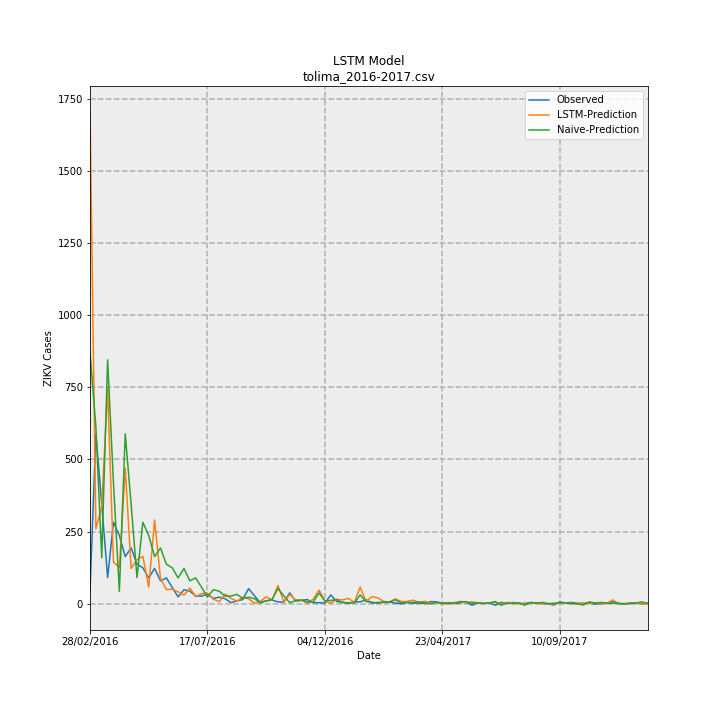 LSTM Model
tolima_2016-2017.csv
Observed
LSTM-Prediction
Naive-Prediction
1750
1500
1250
1000
750
500
250
0
ZIKV Cases
28/02/2016 17/07/2016 04/12/2016 23/04/2017 10/09/2017
Date